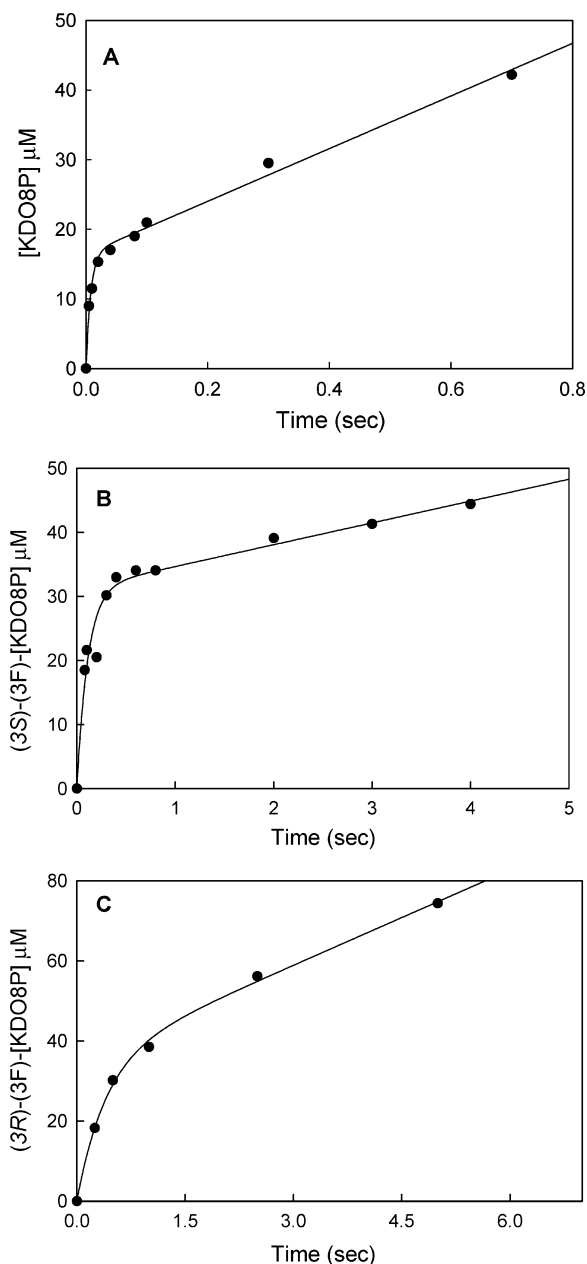 A
[KDO8P] μM
50
40
30
20
10
0
0.0 0.2 0.4 0.6 0.8
Time (sec)
B
(3S)-(3F)-[KDO8P] μM
50
40
30
20
10
0
0 1 2 3 4 5
Time (sec)
C
(3R)-(3F)-[KDO8P] μM
80
60
40
20
0
0.0 1.5 3.0 4.5 6.0
Time (sec)